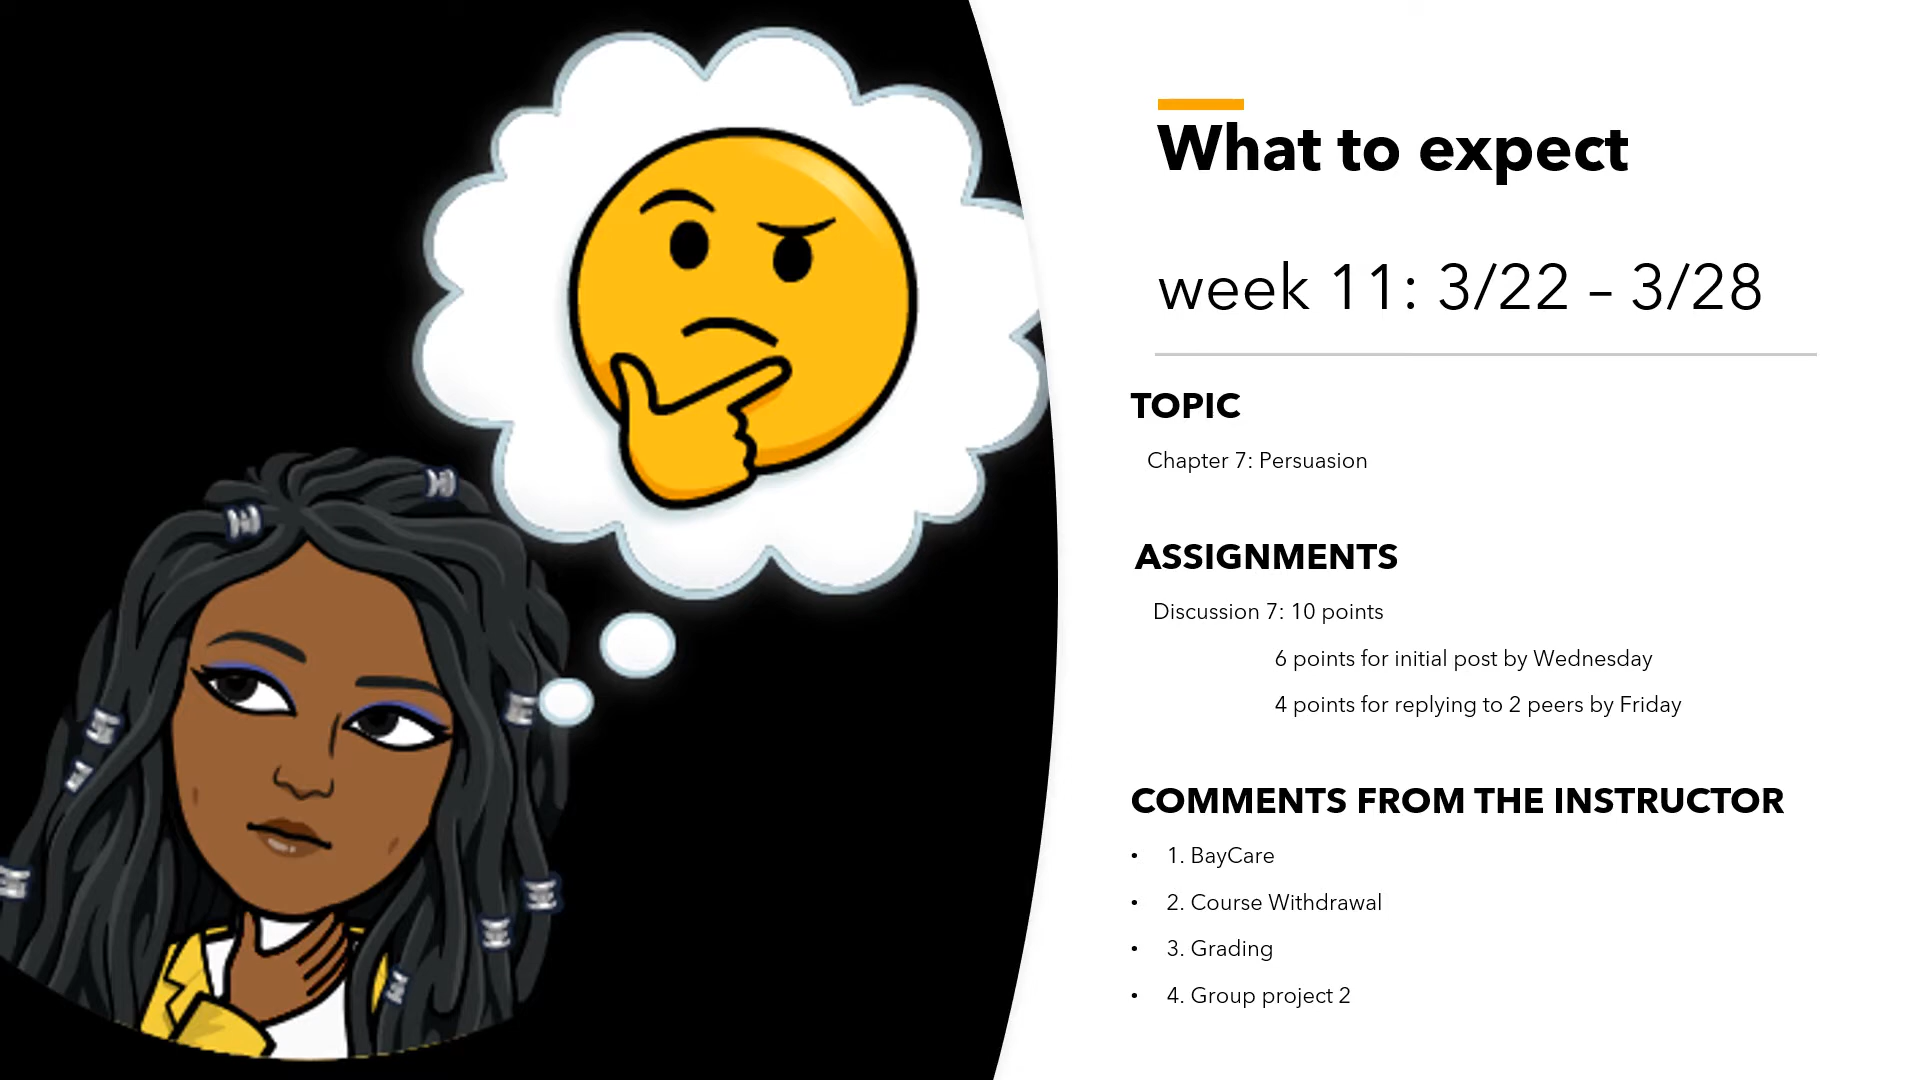 What to expect
week 11: 3/22 – 3/28
TOPIC
Chapter 7: Persuasion
ASSIGNMENTS
Discussion 7: 10 points
6 points for initial post by Wednesday
4 points for replying to 2 peers by Friday
COMMENTS FROM THE INSTRUCTOR
• 1. BayCare
• 2. Course Withdrawal
• 3. Grading
• 4. Group project 2